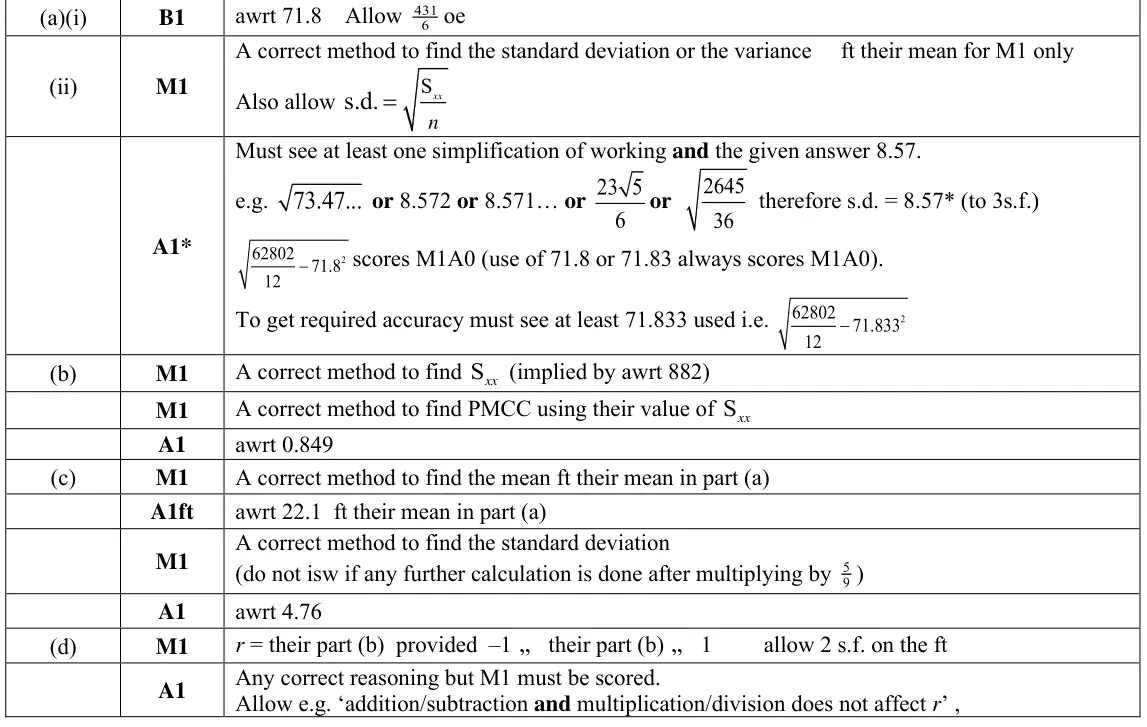 (a)(i) B1 awrt 71.8 Allow 431/6 oe
(ii) M1 A correct method to find the standard deviation or the variance ft their mean for M1 only
Also allow s.d. = √(Sxx/n)
A1* Must see at least one simplification of working and the given answer 8.57.
e.g. √73.47... or 8.572 or 8.571… or 23√5/6 or √(2645/36) therefore s.d. = 8.57* (to 3s.f.)
√(62802/12 − 71.8²) scores M1A0 (use of 71.8 or 71.83 always scores M1A0).
To get required accuracy must see at least 71.833 used i.e. √(62802/12 − 71.833²)
(b) M1 A correct method to find Sxx (implied by awrt 882)
M1 A correct method to find PMCC using their value of Sxx
A1 awrt 0.849
(c) M1 A correct method to find the mean ft their mean in part (a)
A1ft awrt 22.1 ft their mean in part (a)
M1 A correct method to find the standard deviation
(do not isw if any further calculation is done after multiplying by 5/9 )
A1 awrt 4.76
(d) M1 r = their part (b) provided –1 ,, their part (b) ,, 1 allow 2 s.f. on the ft
A1 Any correct reasoning but M1 must be scored.
Allow e.g. ‘addition/subtraction and multiplication/division does not affect r’ ,